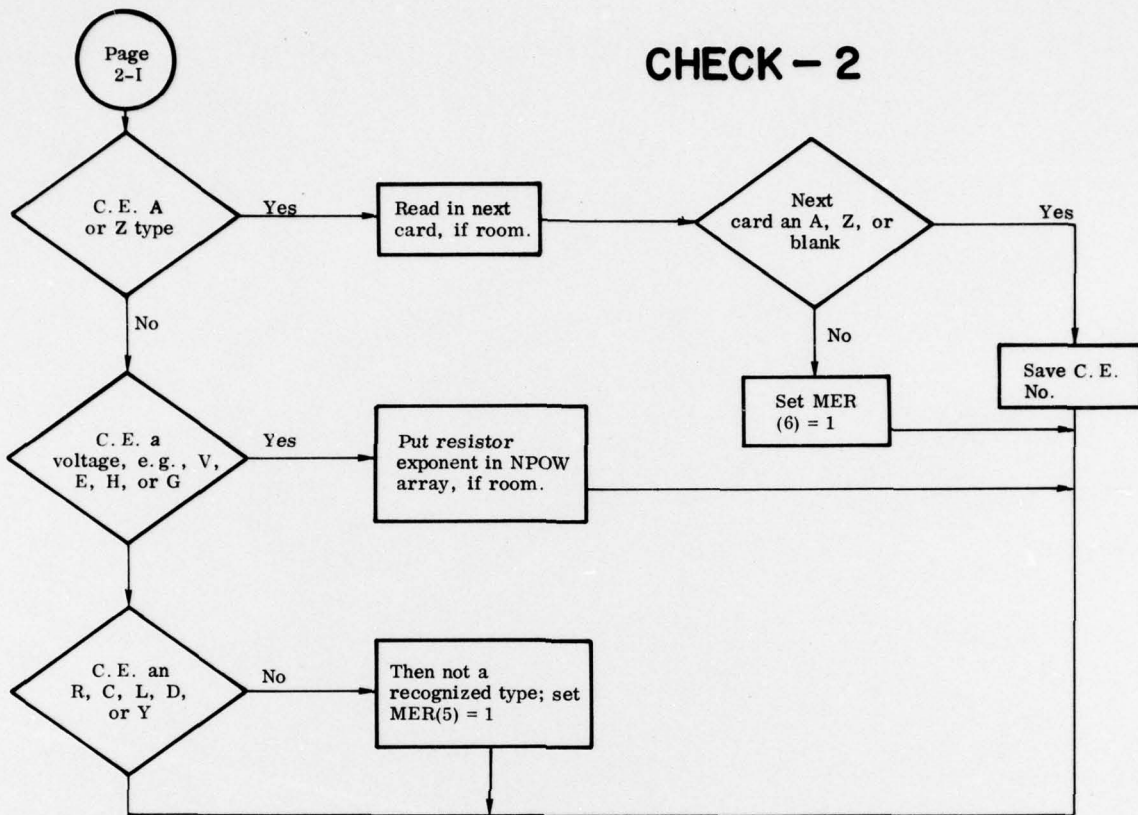 Page
2-I
CHECK - 2
C. E. A
or Z type
Yes
Read in next
card, if room.
Next
card an A, Z, or
blank
Yes
No
No
Save C. E.
No.
Set MER
(6) = 1
C. E. a
voltage, e.g., V,
E, H, or G
Yes
Put resistor
exponent in NPOW
array, if room.
C. E. an
R, C, L, D,
or Y
No
Then not a
recognized type; set
MER(5) = 1